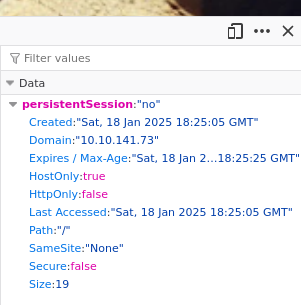 Filter values
Data
persistentSession:"no"
Created:"Sat, 18 Jan 2025 18:25:05 GMT"
Domain:"10.10.141.73"
Expires / Max-Age:"Sat, 18 Jan 2...18:25:25 GMT"
HostOnly:true
HttpOnly:false
Last Accessed:"Sat, 18 Jan 2025 18:25:05 GMT"
Path:"/"
SameSite:"None"
Secure:false
Size:19